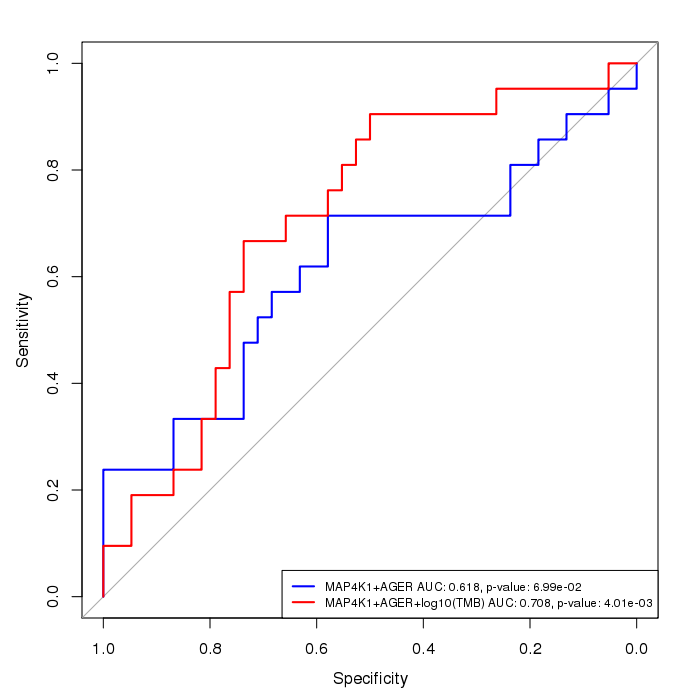 1.0
0.8
0.6
0.4
0.2
0.0
Sensitivity
MAP4K1+AGER AUC: 0.618, p-value: 6.99e-02
MAP4K1+AGER+log10(TMB) AUC: 0.708, p-value: 4.01e-03
1.0 0.8 0.6 0.4 0.2 0.0
Specificity